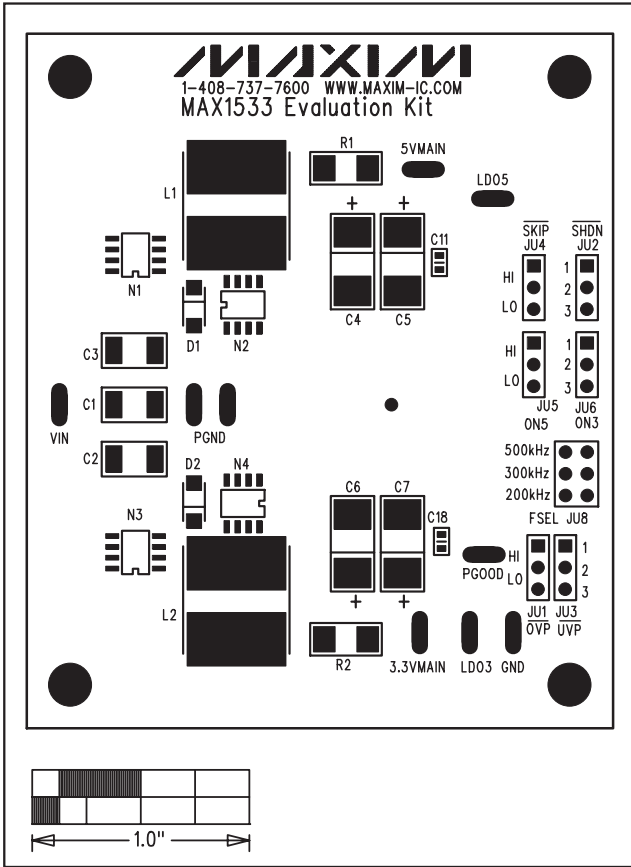 MAXIM
1-408-737-7600 WWW.MAXIM-IC.COM
MAX1533 Evaluation Kit
R1
5VMAIN
L1
LDO5
+ +
SKIP SHDN
JU4 JU2
C11
N1
HI
LO
1
2
3
C4 C5
D1 N2
C3
HI
LO
1
2
3
C1
JU5 JU6
ON5 ON3
VIN
PGND
C2
D2 N4
C6 C7
500kHz
300kHz
200kHz
N3
C18
FSEL JU8
HI
LO
1
2
3
PGOOD
L2
+ +
JU1 JU3
OVP UVP
R2
3.3VMAIN LDO3 GND
1.0"